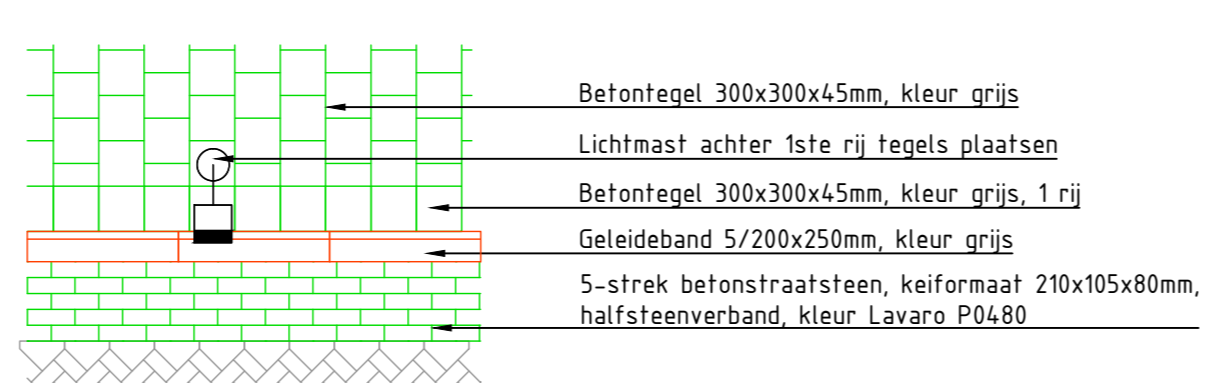 Betontegel 300x300x45mm, kleur grijs
Lichtmast achter 1ste rij tegels plaatsen
Betontegel 300x300x45mm, kleur grijs, 1 rij
Geleideband 5/200x250mm, kleur grijs
5-strek betonstraatsteen, keiformaat 210x105x80mm,
halfsteenverband, kleur Lavaro P0480